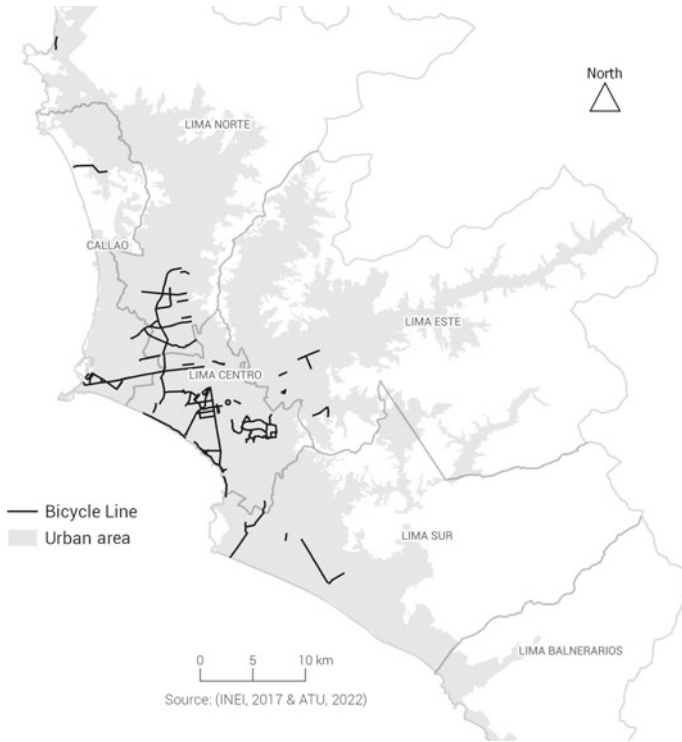 North
LIMA NORTE
CALLAO
LIMA ESTE
LIMA CENTRO
Bicycle Line
Urban area
LIMA SUR
LIMA BALNERARIOS
0 5 10 km
Source: (INEI, 2017 & ATU, 2022)